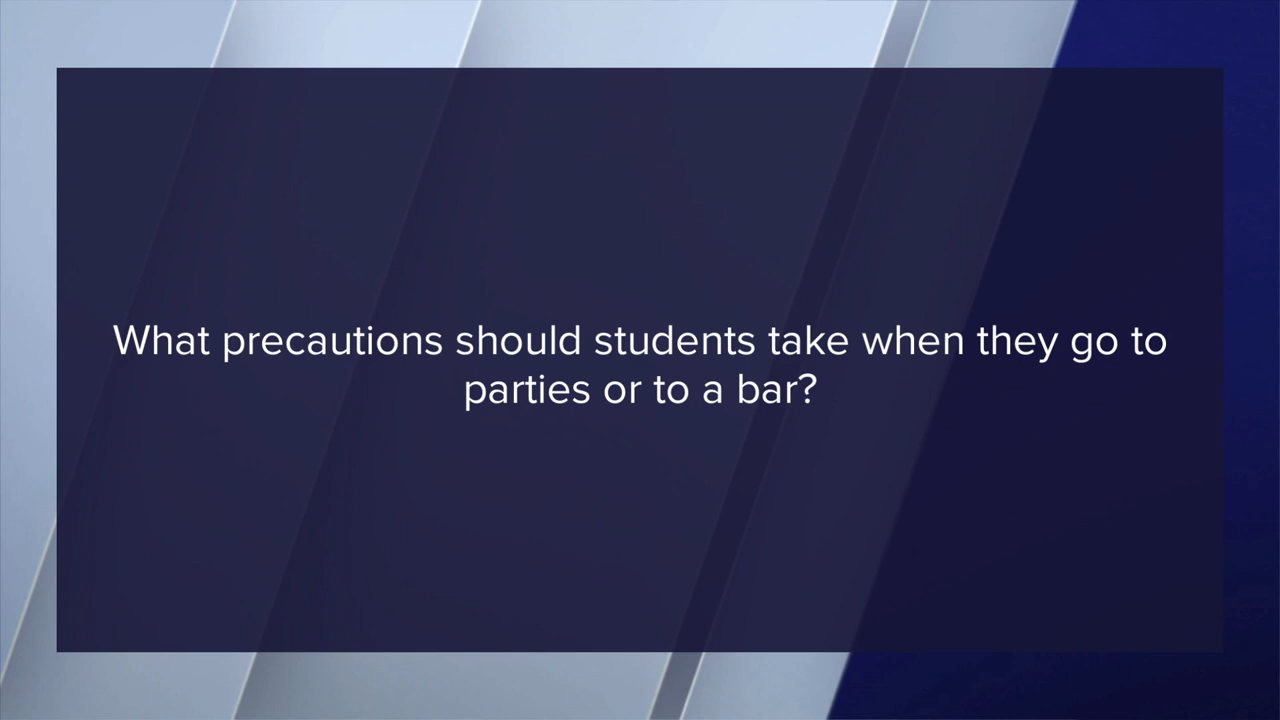 What precautions should students take when they go to
parties or to a bar?